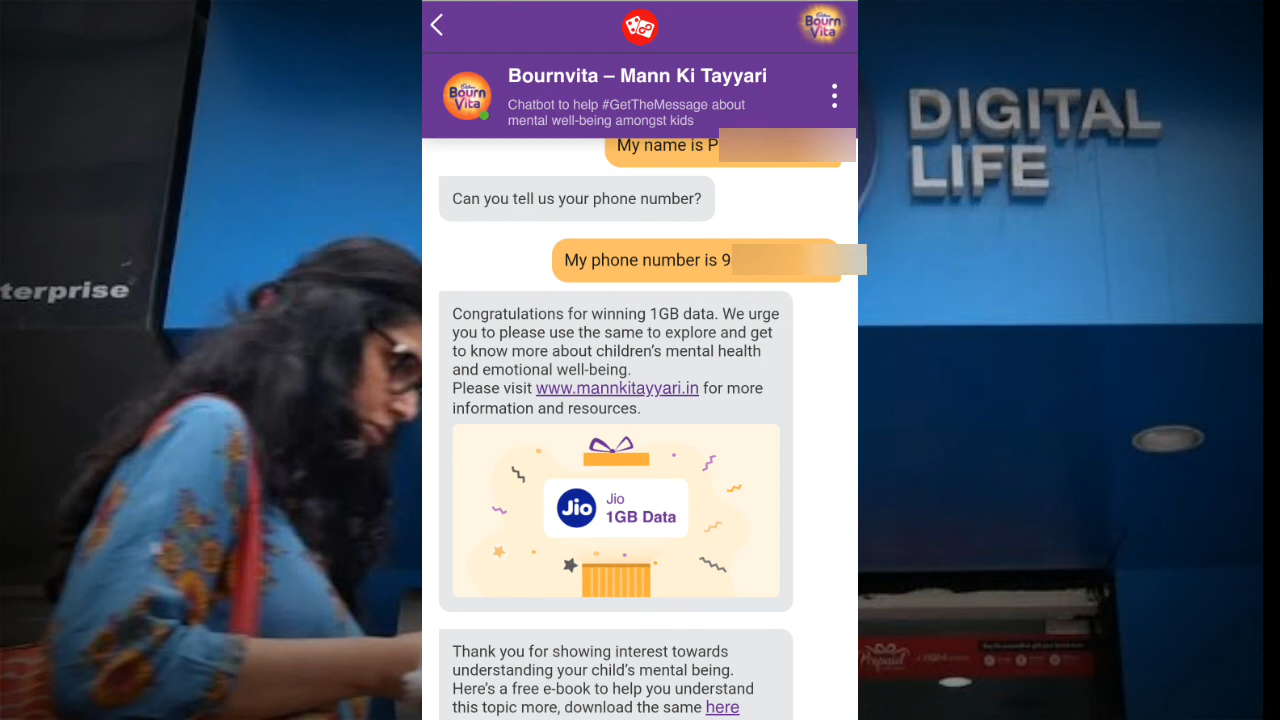 Cadbury
Bourn
Vita
Bourn
Vita
Bournvita – Mann Ki Tayyari
Chatbot to help #GetTheMessage about
mental well-being amongst kids
My name is P
Can you tell us your phone number?
My phone number is 9
Congratulations for winning 1GB data. We urge
you to please use the same to explore and get
to know more about children's mental health
and emotional well-being.
Please visit www.mannkitayyari.in for more
information and resources.
Jio
Jio
1GB Data
Thank you for showing interest towards
understanding your child's mental being.
Here's a free e-book to help you understand
this topic more, download the same here
terprise
DIGITAL
LIFE
Prepaid